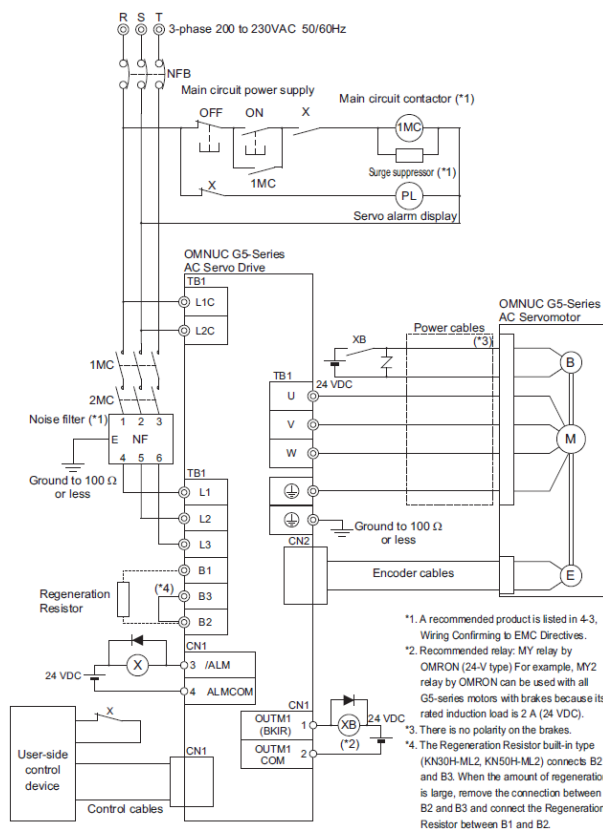 R S T
3-phase 200 to 230VAC 50/60Hz
NFB
Main circuit power supply
Main circuit contactor (*1)
OFF ON X
1MC
1MC
Surge suppressor (*1)
X
PL
Servo alarm display
OMNUC G5-Series
AC Servo Drive
TB1
L1C
L2C
OMNUC G5-Series
AC Servomotor
Power cables
(*3)
XB
B
24 VDC
TB1
U
V
W
M
1MC
2MC
Noise filter (*1)
1 2 3
E NF
4 5 6
Ground to 100 Ω
or less
TB1
L1
L2
L3
B1
B3
B2
(*4)
Regeneration
Resistor
Ground to 100 Ω
or less
CN2
Encoder cables
E
CN1
3 /ALM
4 ALMCOM
X
24 VDC
X
User-side
control
device
CN1
Control cables
CN1
OUTM1
(BKIR)
1
XB
24 VDC
(*2)
OUTM1
COM
2
*1. A recommended product is listed in 4-3,
Wiring Confirming to EMC Directives.
*2. Recommended relay: MY relay by
OMRON (24-V type) For example, MY2
relay by OMRON can be used with all
G5-series motors with brakes because its
rated induction load is 2 A (24 VDC).
*3. There is no polarity on the brakes.
*4. The Regeneration Resistor built-in type
(KN30H-ML2, KN50H-ML2) connects B2
and B3. When the amount of regeneration
is large, remove the connection between
B2 and B3 and connect the Regeneration
Resistor between B1 and B2.